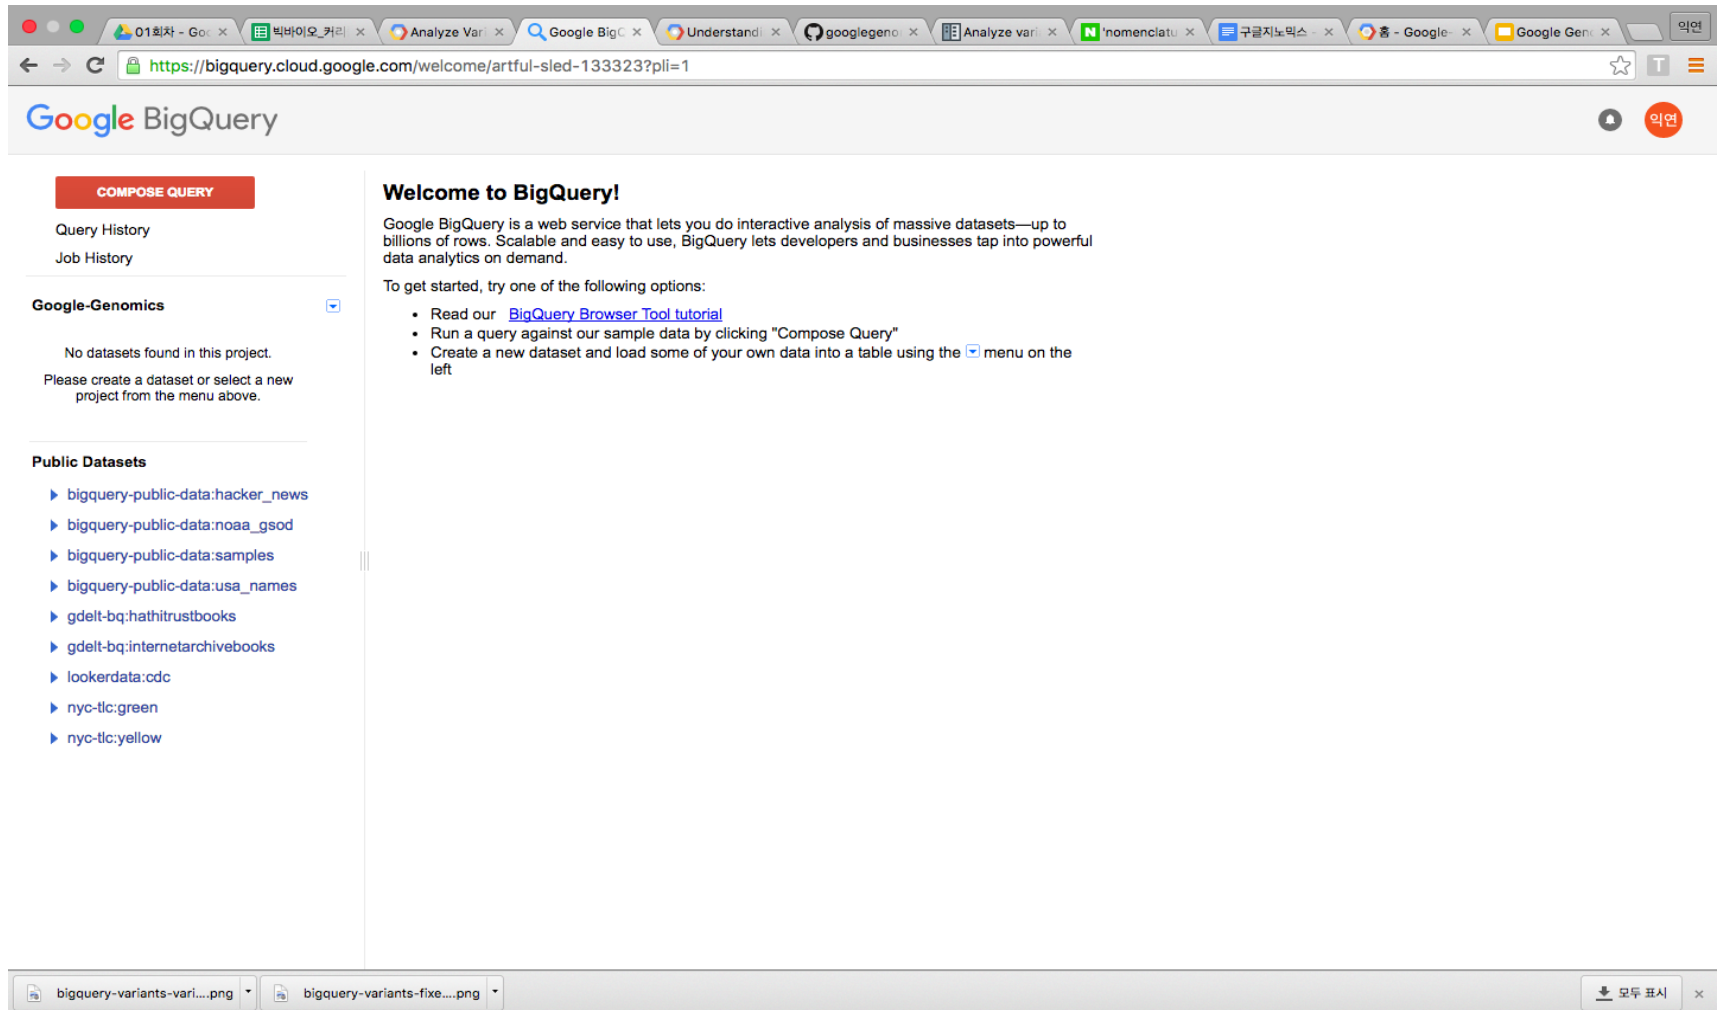 01회차 - Goo
빅바이오_커리
Analyze Vari
Google BigQ
Understandi
googlegeno
Analyze vari
'nomenclatu
구글지노믹스 -
홈 - Google-
Google Geno
익연
https://bigquery.cloud.google.com/welcome/artful-sled-133323?pli=1
T
Google BigQuery
익연
COMPOSE QUERY
Query History
Job History
Google-Genomics
No datasets found in this project.
Please create a dataset or select a new
project from the menu above.
Public Datasets
bigquery-public-data:hacker_news
bigquery-public-data:noaa_gsod
bigquery-public-data:samples
bigquery-public-data:usa_names
gdelt-bq:hathitrustbooks
gdelt-bq:internetarchivebooks
lookerdata:cdc
nyc-tlc:green
nyc-tlc:yellow
Welcome to BigQuery!
Google BigQuery is a web service that lets you do interactive analysis of massive datasets—up to
billions of rows. Scalable and easy to use, BigQuery lets developers and businesses tap into powerful
data analytics on demand.
To get started, try one of the following options:
• Read our BigQuery Browser Tool tutorial
• Run a query against our sample data by clicking "Compose Query"
• Create a new dataset and load some of your own data into a table using the menu on the
left
bigquery-variants-vari....png
bigquery-variants-fixe....png
모두 표시